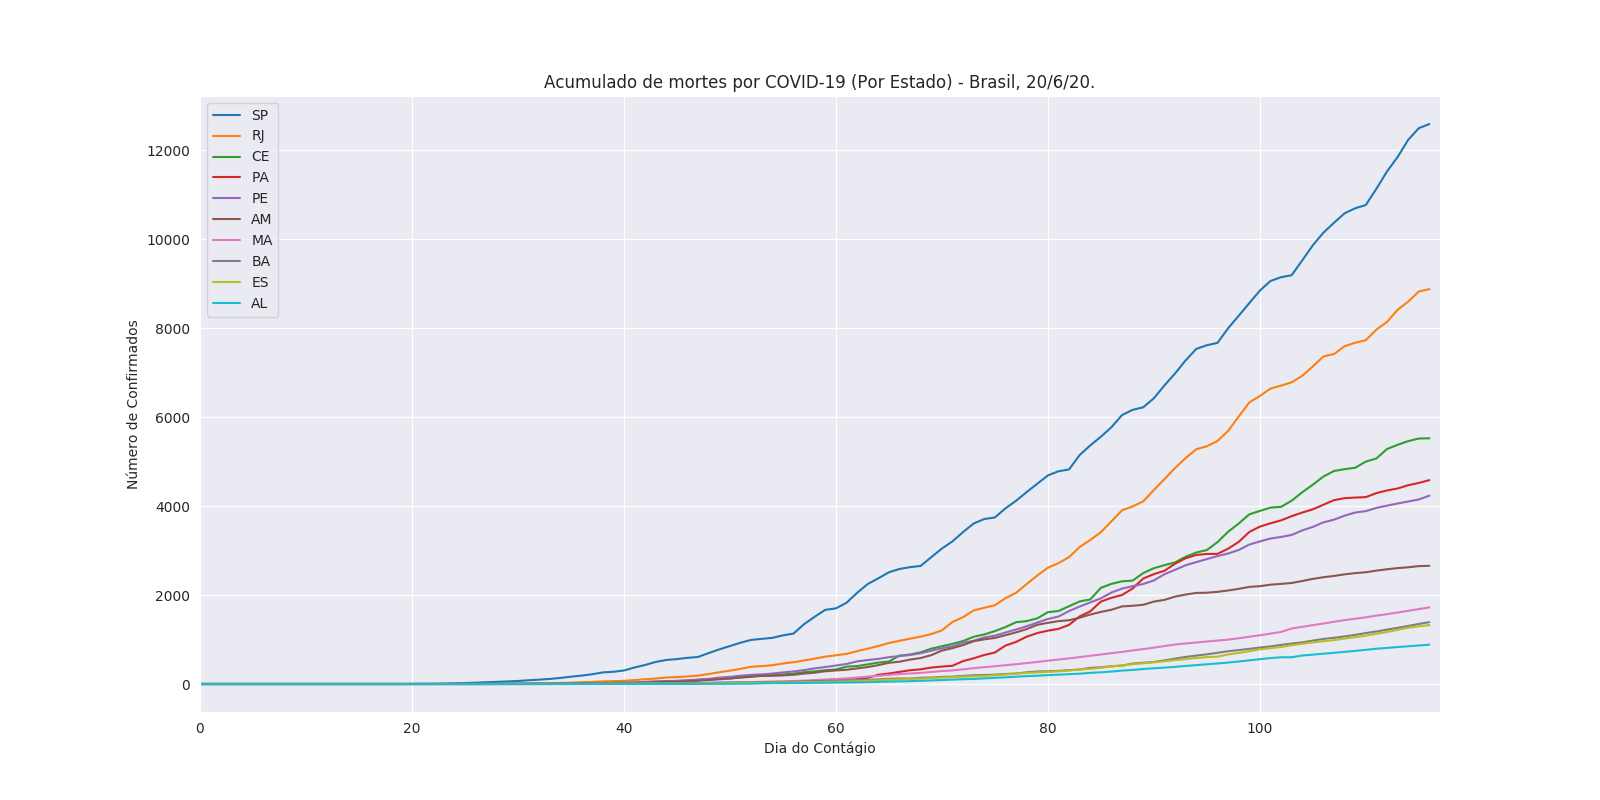 Acumulado de mortes por COVID-19 (Por Estado) - Brasil, 20/6/20.
SP
RJ
CE
PA
PE
AM
MA
BA
ES
AL
Número de Confirmados
12000
10000
8000
6000
4000
2000
0
0 20 40 60 80 100
Dia do Contágio